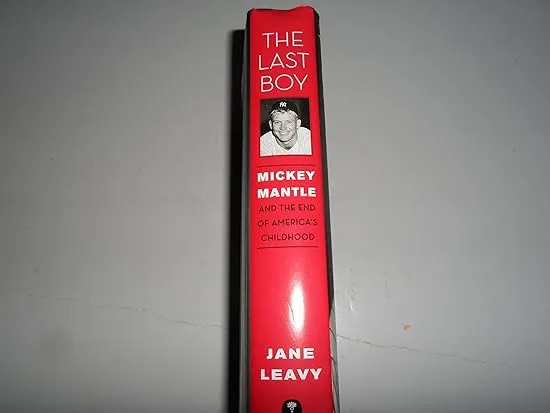 THE
LAST
BOY
MICKEY
MANTLE
AND THE END
OF AMERICA'S
CHILDHOOD
JANE
LEAVY